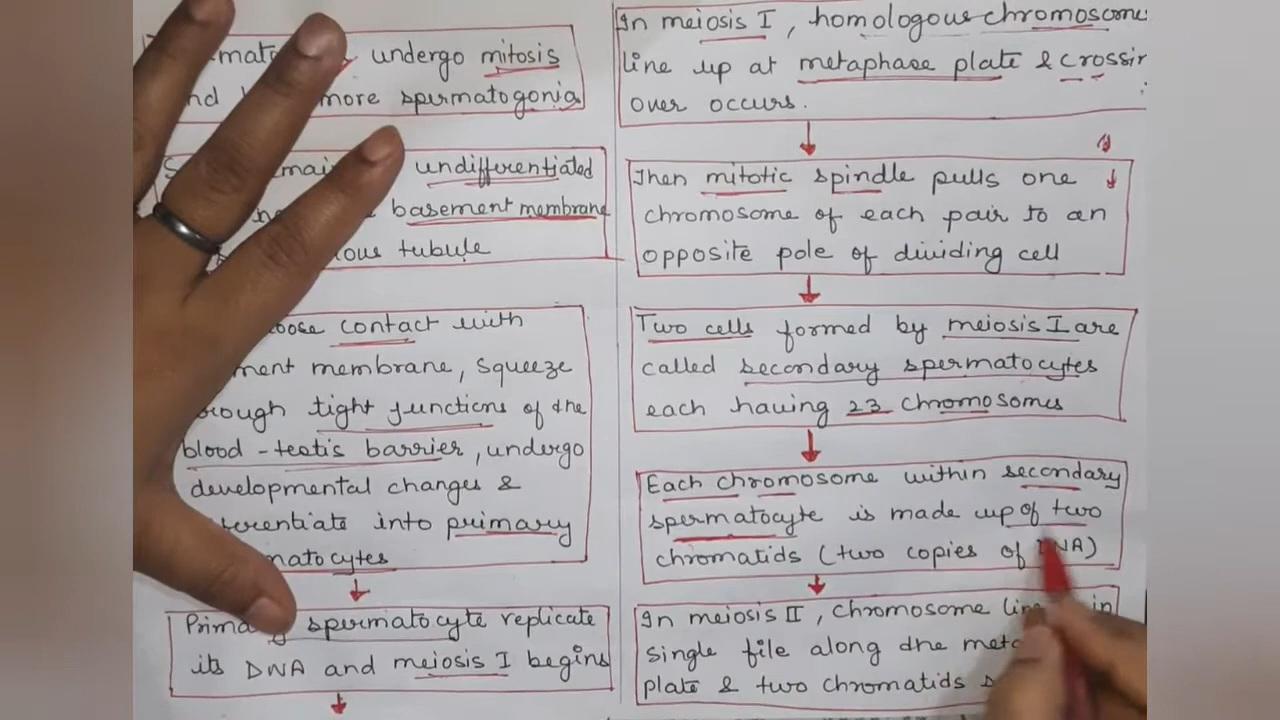 undergo mitosis
more spermatogonia
undifferentiated
basement membrane
tubule
contact with
membrane, squeeze
tight junctions of the
blood-testis barrier, undergo
developmental changes &
into primary
Primary spermatocyte replicate
its DNA and meiosis I begins
In meiosis I, homologous
line up at metaphase plate &
over occurs.
Then mitotic spindle pulls one
chromosome of each pair to an
opposite pole of dividing cell
Two cells formed by meiosis I are
called secondary spermatocytes
each having 23 chromosomes
Each chromosome within secondary
spermatocyte is made up of two
chromatids (two copies of DNA)
In meiosis II, chromosome in
single file along the
plate & two chromatids